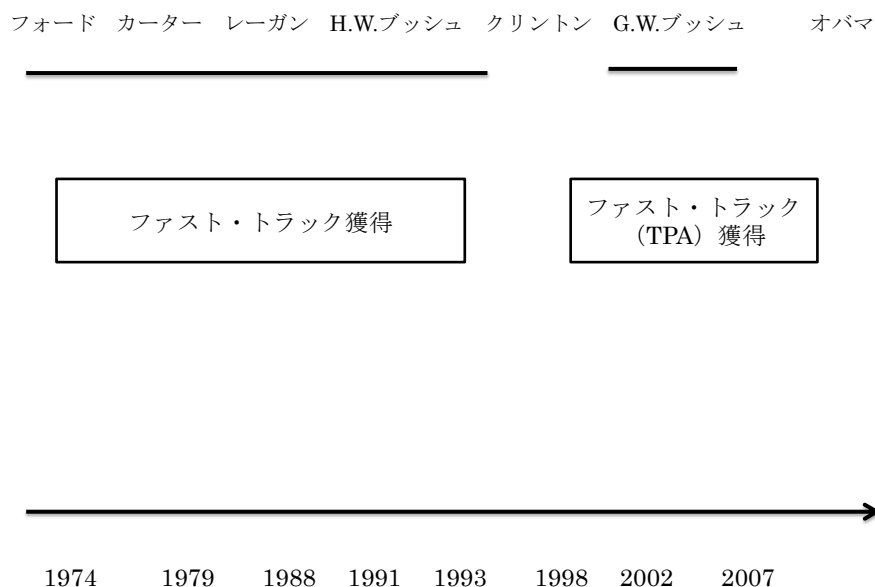 フォード カーター レーガン H.W.ブッシュ クリントン G.W.ブッシュ オバマ
ファスト・トラック獲得
ファスト・トラック
（TPA）獲得
1974 1979 1988 1991 1993 1998 2002 2007